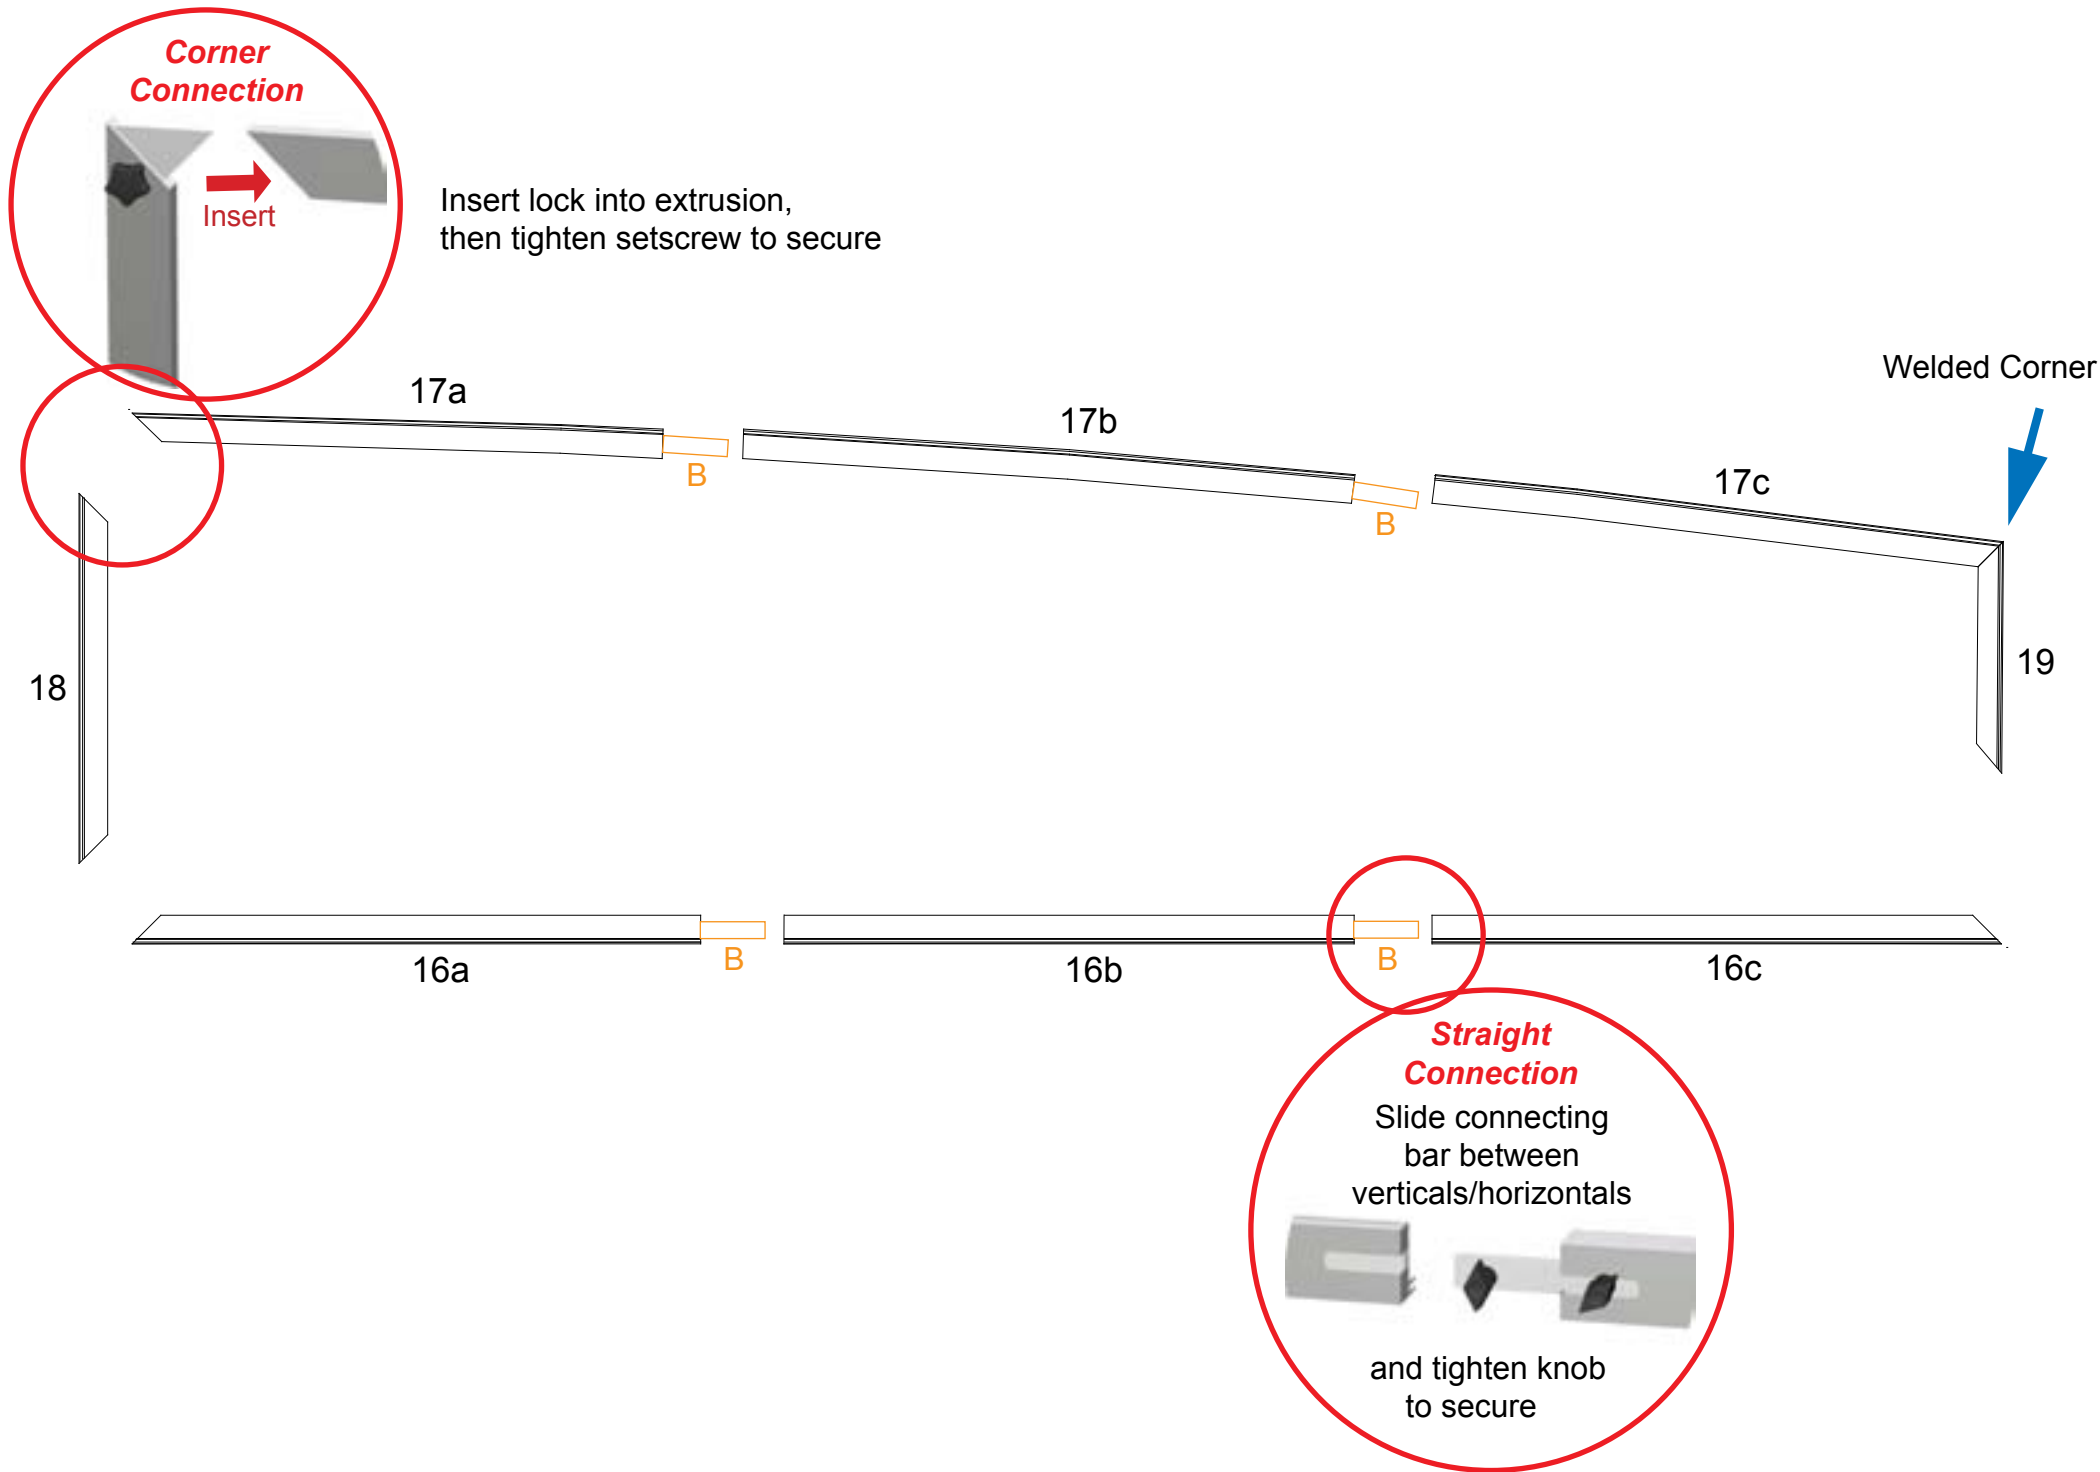 Corner
Connection
Insert
Insert lock into extrusion,
then tighten setscrew to secure
Welded Corner
17a
17b
17c
B
B
18
19
16a
B
16b
B
16c
Straight
Connection
Slide connecting
bar between
verticals/horizontals
and tighten knob
to secure